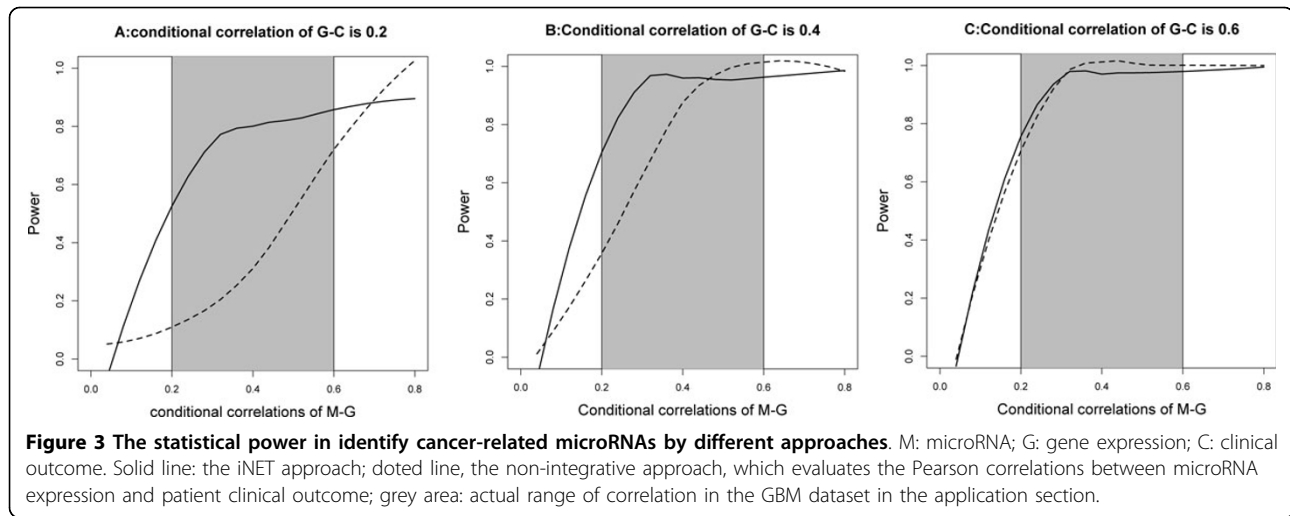 A:conditional correlation of G-C is 0.2
B:Conditional correlation of G-C is 0.4
C:Conditional correlation of G-C is 0.6
Power
1.0
0.8
0.6
0.4
0.2
0.0
0.0 0.2 0.4 0.6 0.8
conditional correlations of M-G
Power
1.0
0.8
0.6
0.4
0.2
0.0
0.0 0.2 0.4 0.6 0.8
Conditional correlations of M-G
Power
1.0
0.8
0.6
0.4
0.2
0.0
0.0 0.2 0.4 0.6 0.8
Conditional correlations of M-G
Figure 3 The statistical power in identify cancer-related microRNAs by different approaches. M: microRNA; G: gene expression; C: clinical
outcome. Solid line: the iNET approach; doted line, the non-integrative approach, which evaluates the Pearson correlations between microRNA
expression and patient clinical outcome; grey area: actual range of correlation in the GBM dataset in the application section.